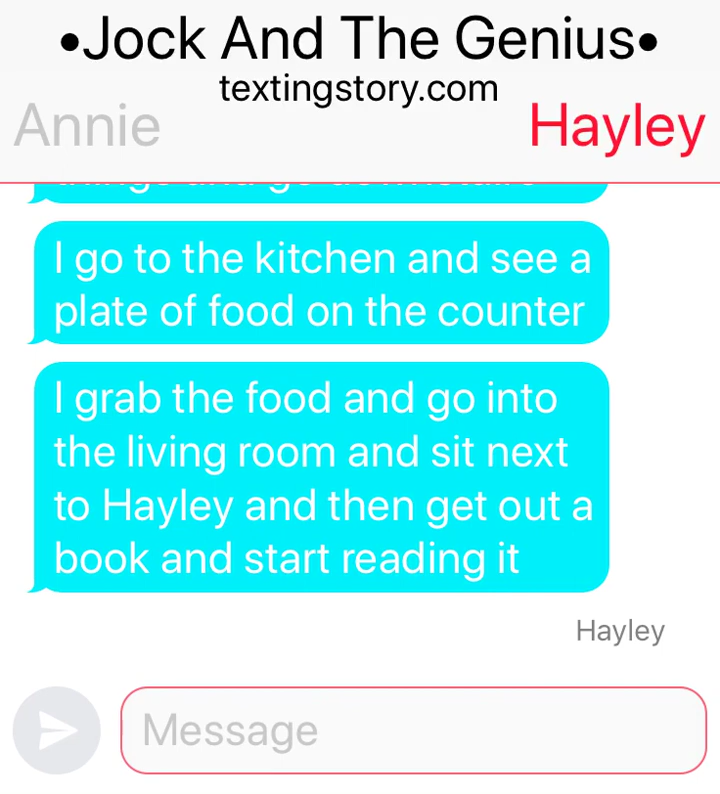 •Jock And The Genius•
textingstory.com
Annie
Hayley
I go to the kitchen and see a
plate of food on the counter
I grab the food and go into
the living room and sit next
to Hayley and then get out a
book and start reading it
Hayley
Message